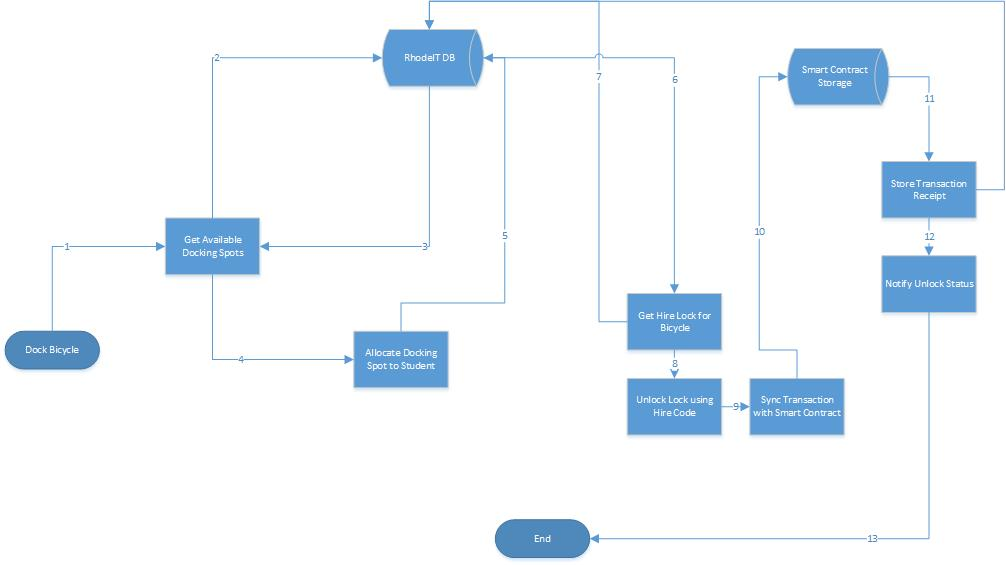 RhodeIT DB
Smart Contract
Storage
2
7
6
11
Store Transaction
Receipt
1
Get Available
Docking Spots
3
5
10
12
Notify Unlock Status
Get Hire Lock for
Bicycle
Dock Bicycle
4
Allocate Docking
Spot to Student
8
Unlock Lock using
Hire Code
9
Sync Transaction
with Smart Contract
End
13